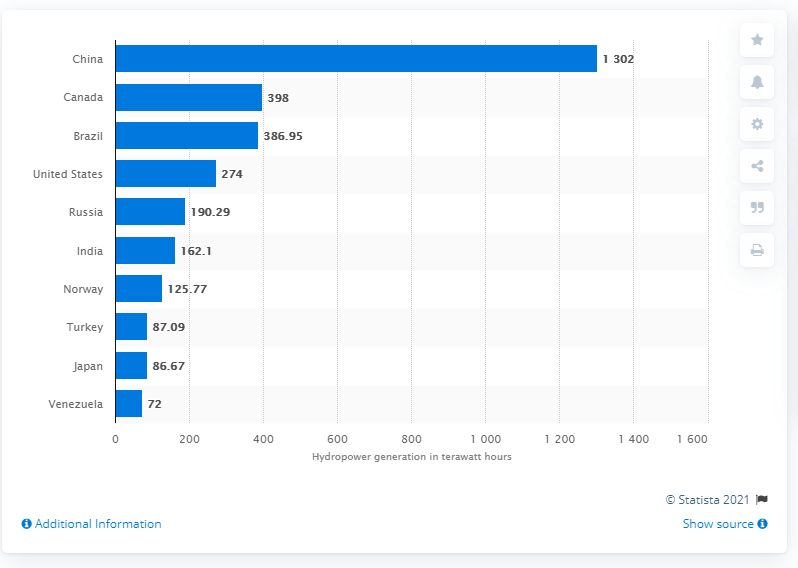 China 1 302
Canada 398
Brazil 386.95
United States 274
Russia 190.29
India 162.1
Norway 125.77
Turkey 87.09
Japan 86.67
Venezuela 72
0 200 400 600 800 1 000 1 200 1 400 1 600
Hydropower generation in terawatt hours
© Statista 2021
Additional Information Show source